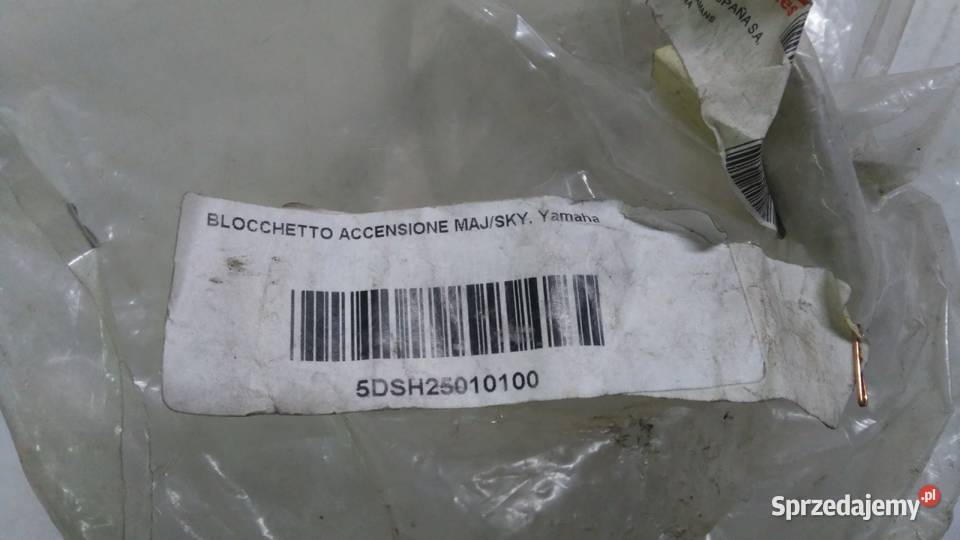 ESPAÑA S.A.
BLOCCHETTO ACCENSIONE MAJ/SKY. Yamaha
5DSH25010100
Sprzedajemy.pl